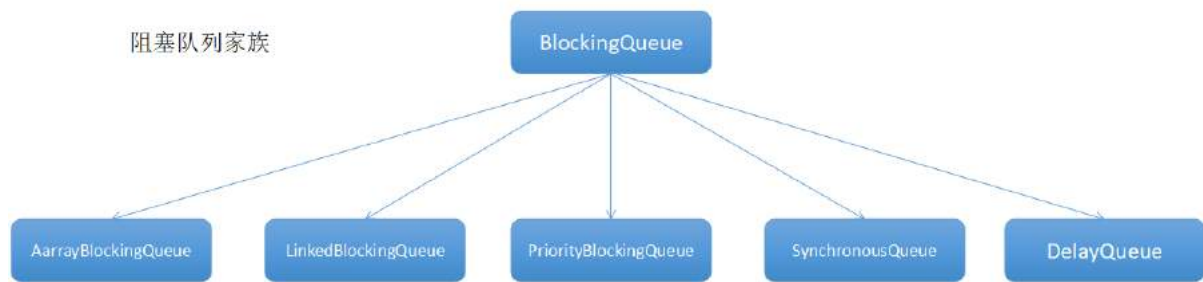 阻塞队列家族
BlockingQueue
AarrayBlockingQueue
LinkedBlockingQueue
PriorityBlockingQueue
SynchronousQueue
DelayQueue